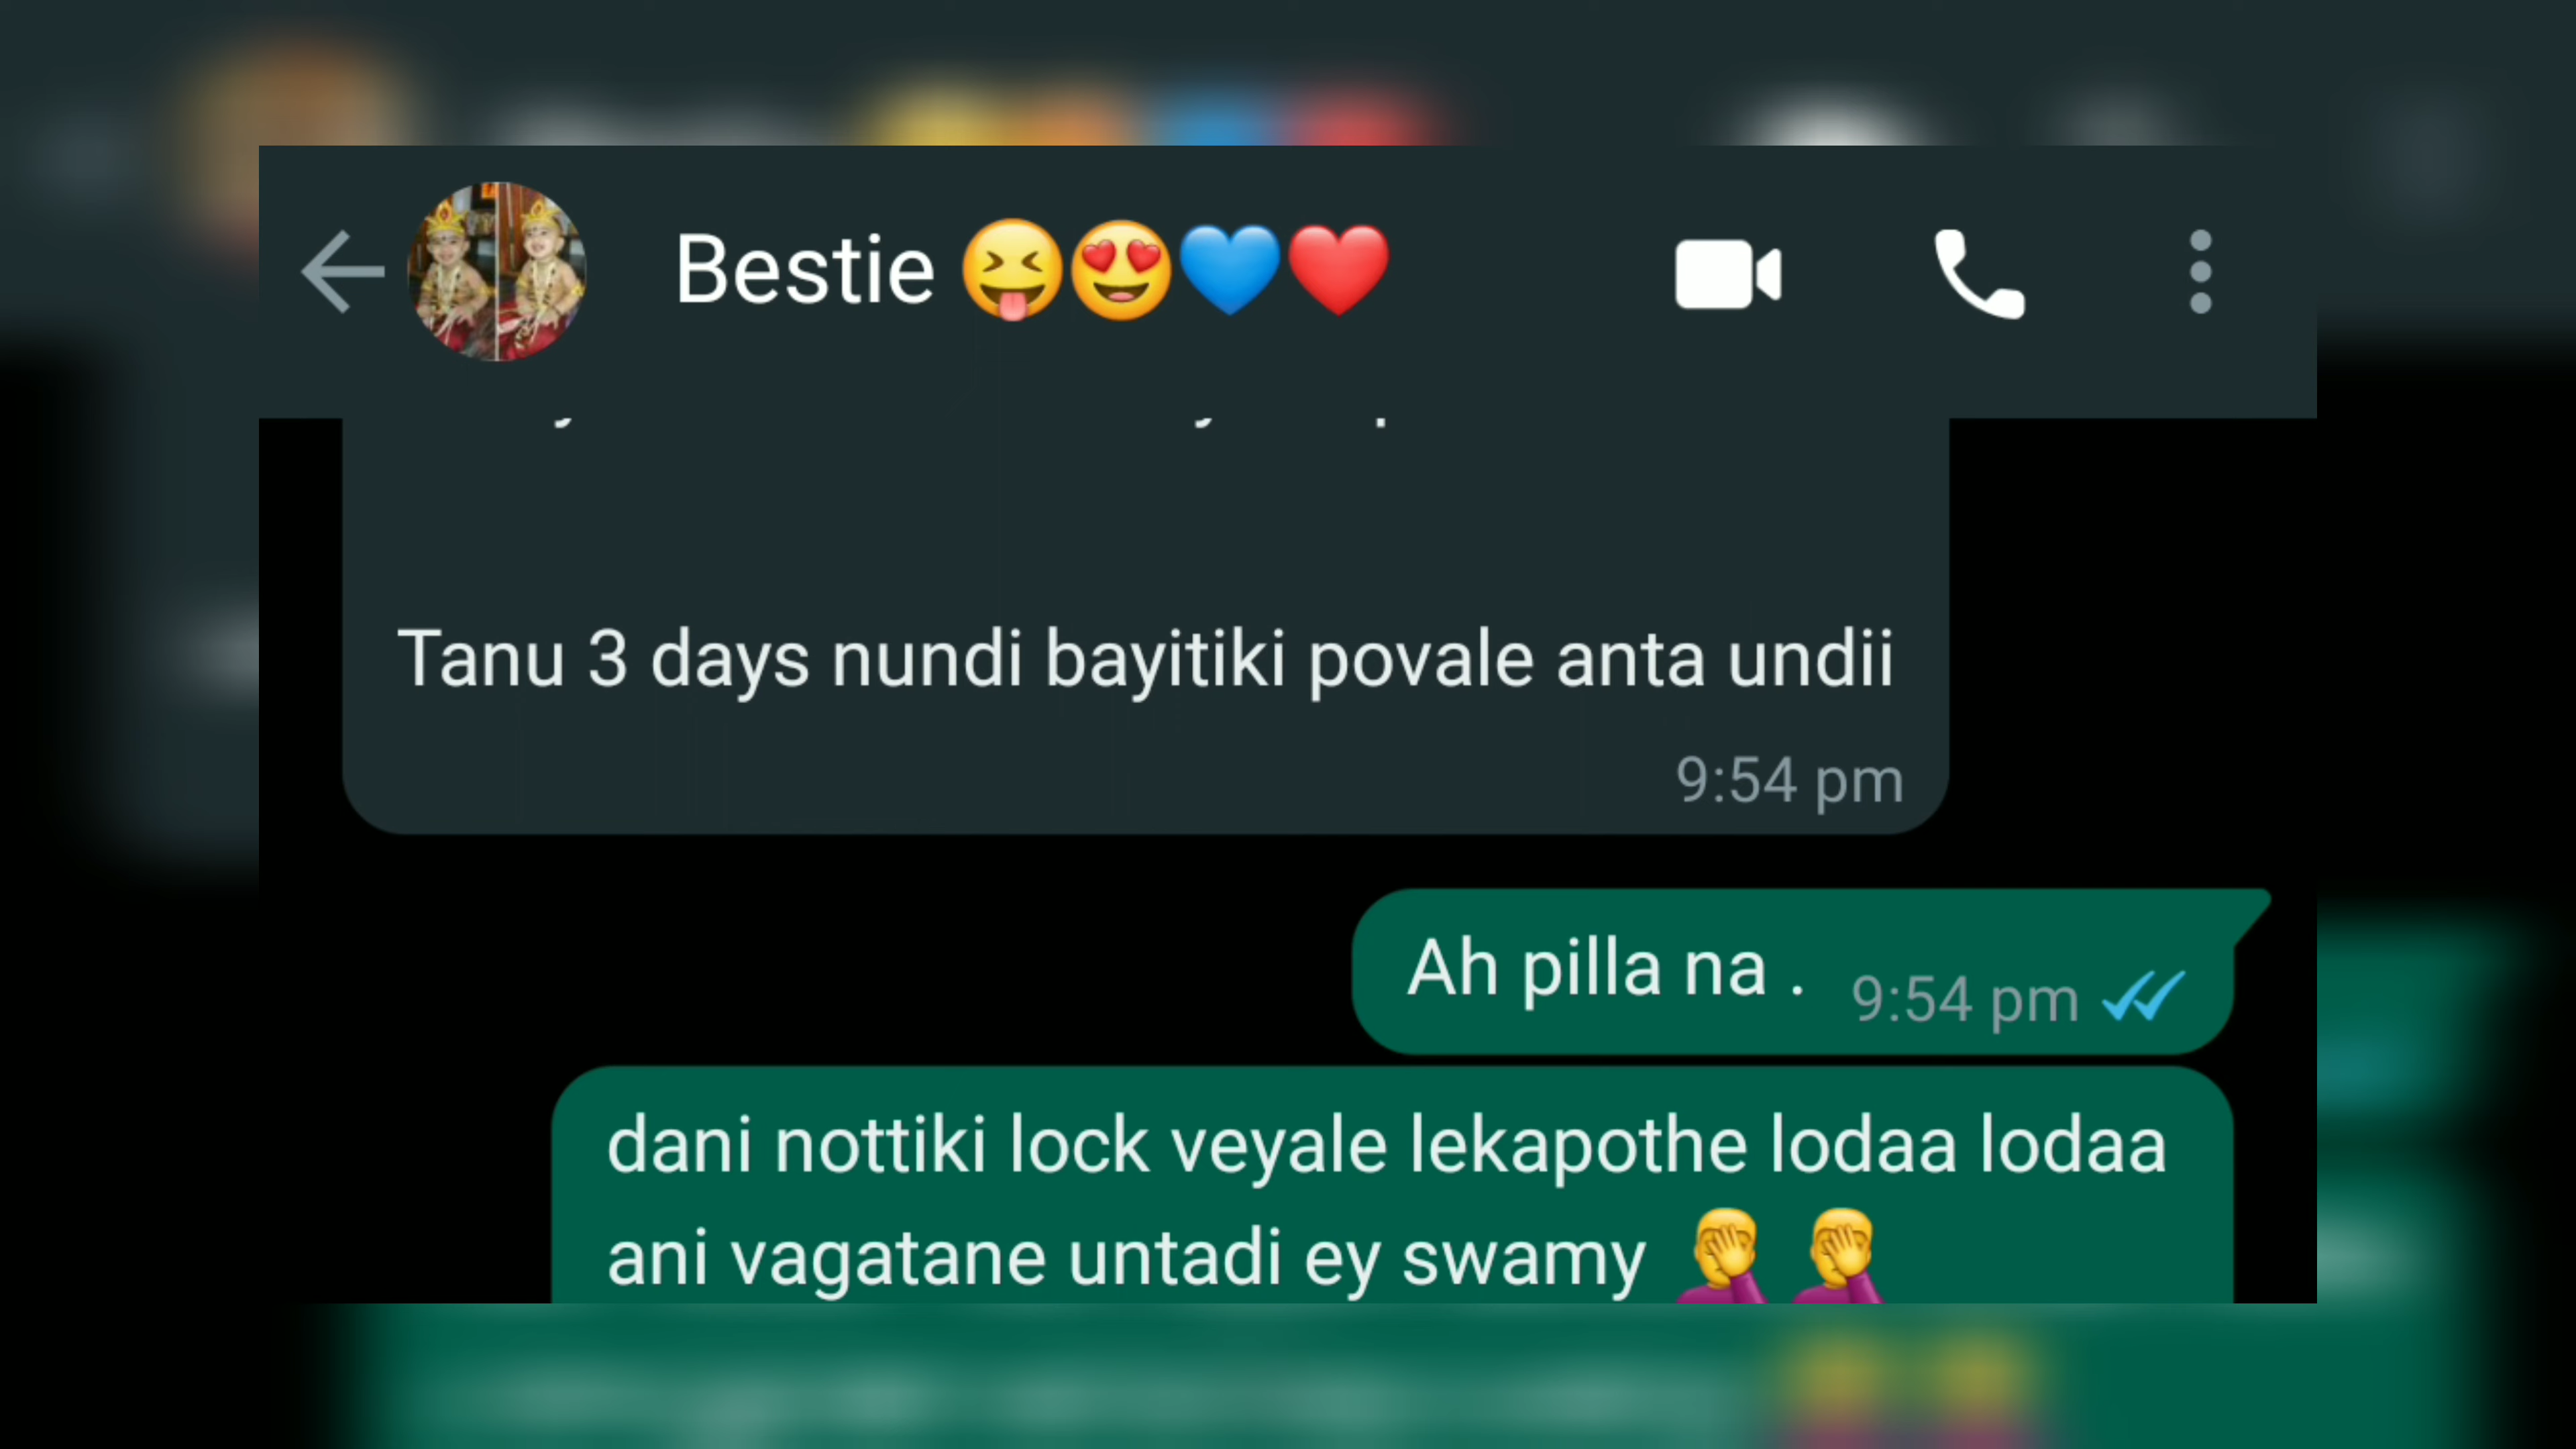 Bestie 😝😍💙❤️
Tanu 3 days nundi bayitiki povale anta undii
9:54 pm
Ah pilla na . 9:54 pm
dani nottiki lock veyale lekapothe lodaa lodaa
ani vagatane untadi ey swamy 🤦🤦